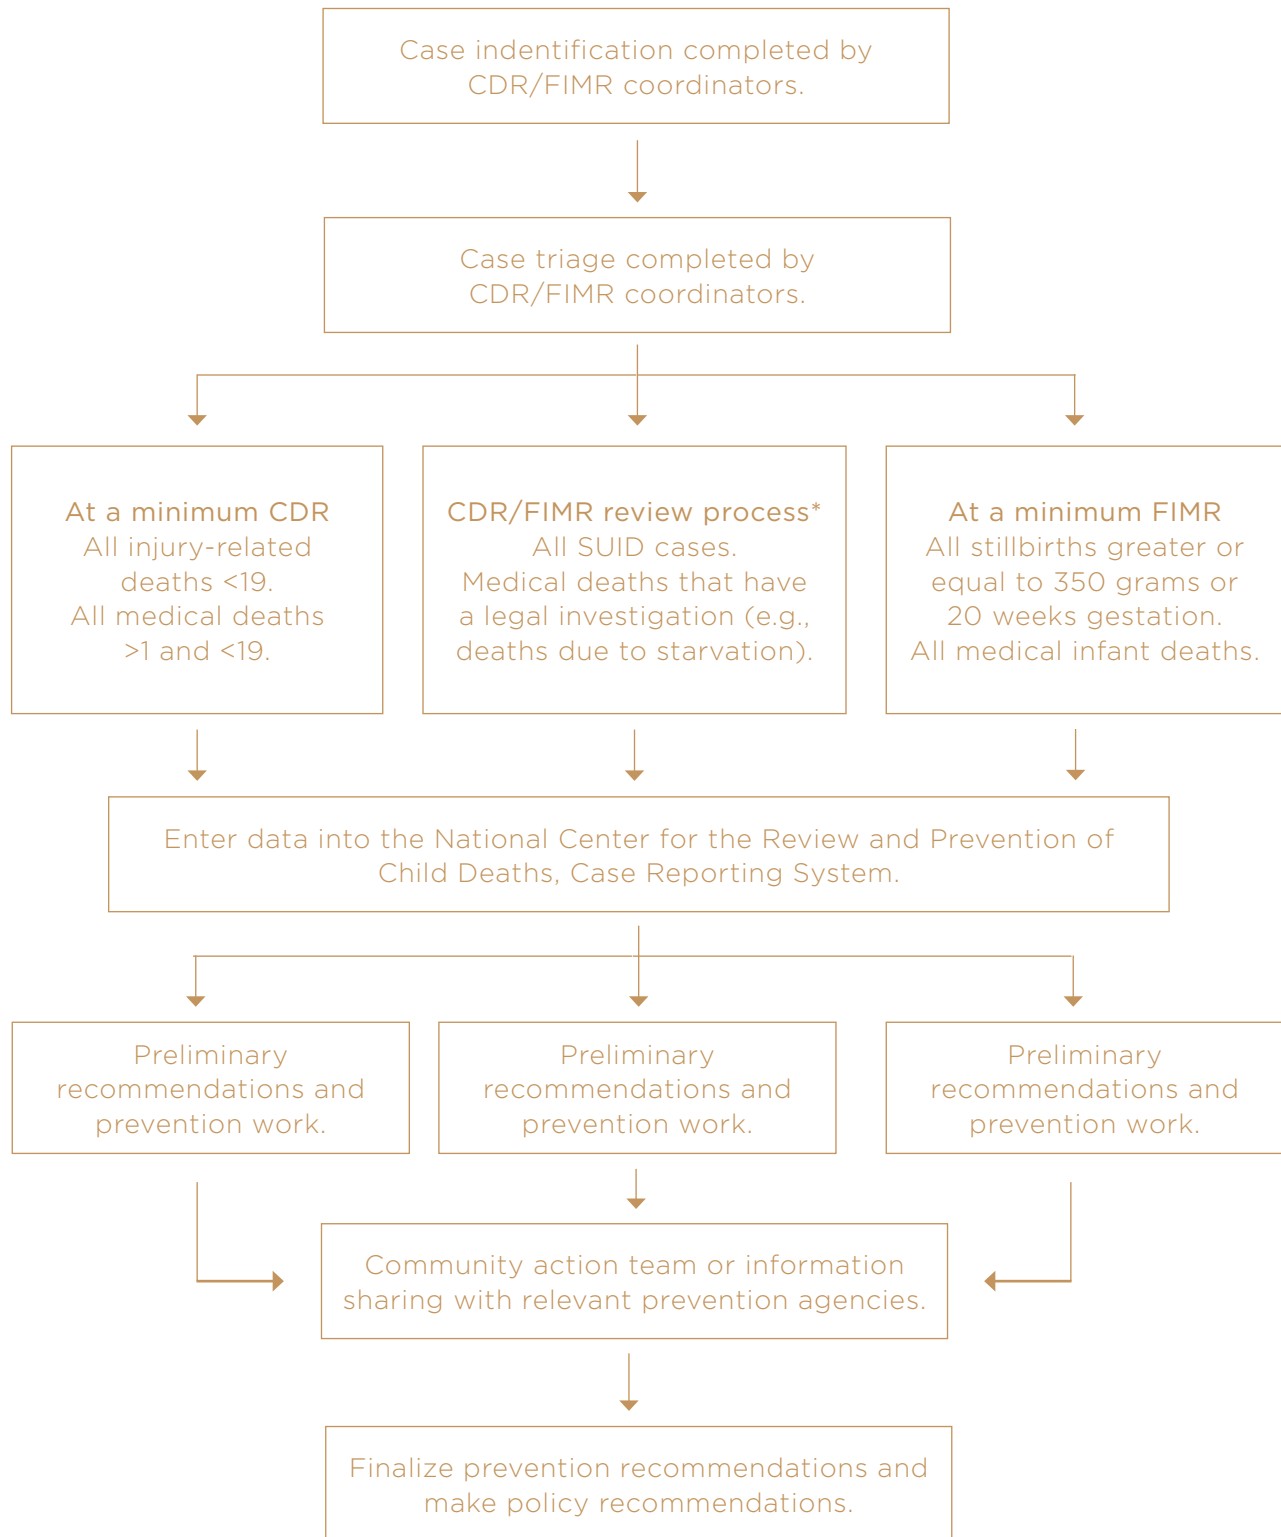 Case indentification completed by
CDR/FIMR coordinators.
Case triage completed by
CDR/FIMR coordinators.
At a minimum CDR
All injury-related
deaths <19.
All medical deaths
>1 and <19.
CDR/FIMR review process*
All SUID cases.
Medical deaths that have
a legal investigation (e.g.,
deaths due to starvation).
At a minimum FIMR
All stillbirths greater or
equal to 350 grams or
20 weeks gestation.
All medical infant deaths.
Enter data into the National Center for the Review and Prevention of
Child Deaths, Case Reporting System.
Preliminary
recommendations and
prevention work.
Preliminary
recommendations and
prevention work.
Preliminary
recommendations and
prevention work.
Community action team or information
sharing with relevant prevention agencies.
Finalize prevention recommendations and
make policy recommendations.